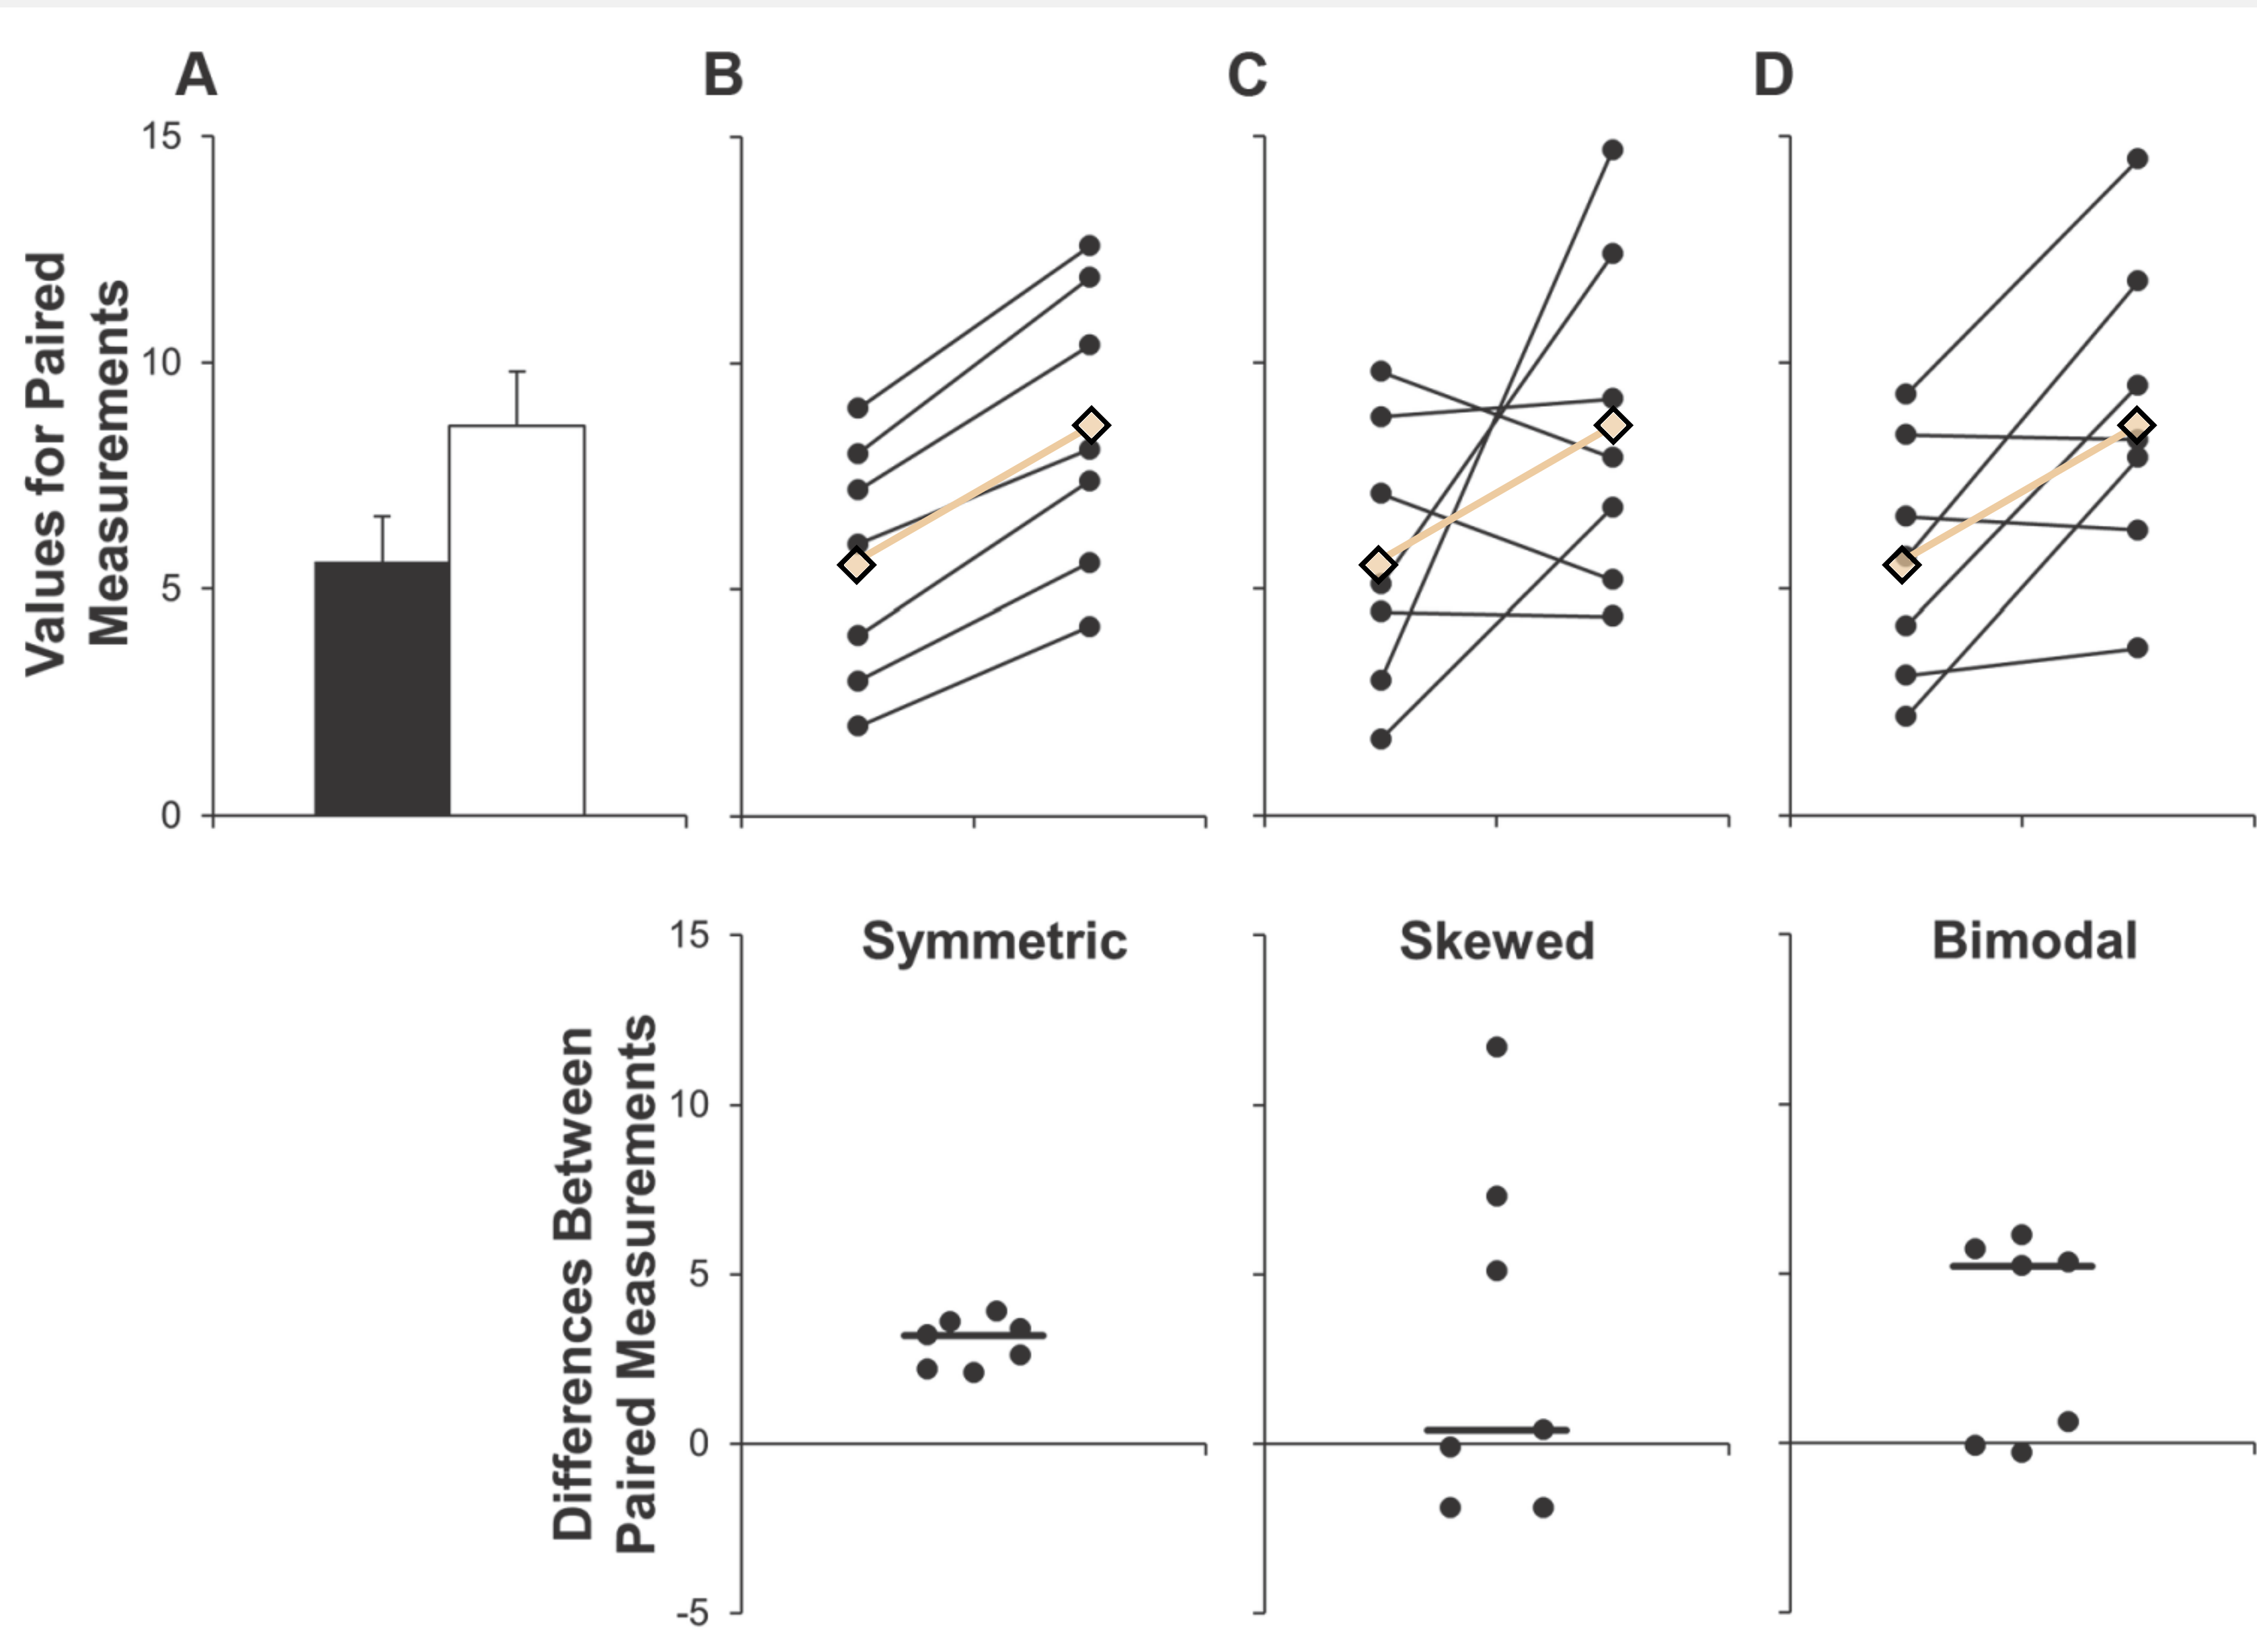 A
B
C
D
Values for Paired
Measurements
15
10
5
0
Symmetric
Skewed
Bimodal
Differences Between
Paired Measurements
15
10
5
0
-5